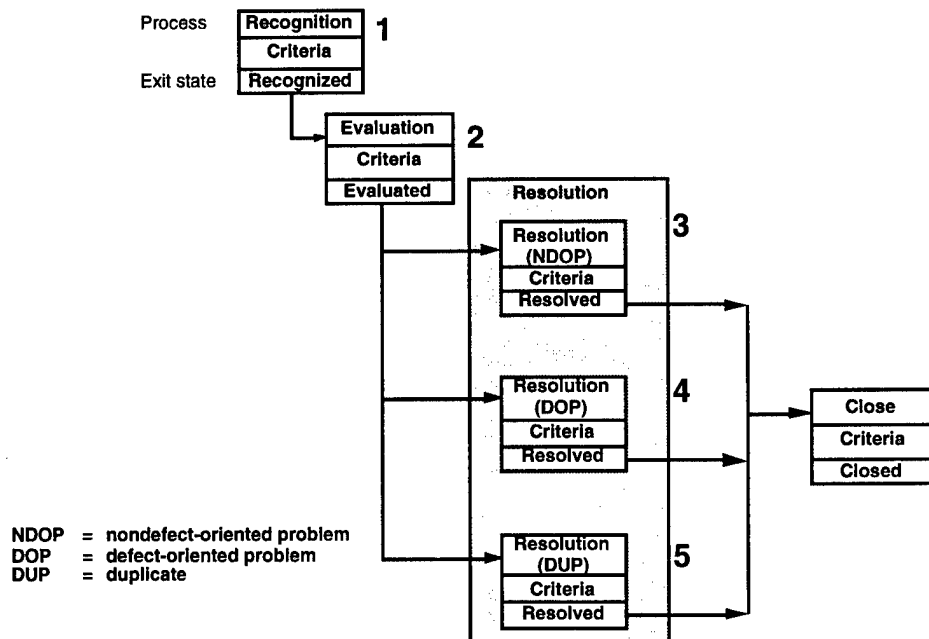 Process
Recognition
1
Criteria
Exit state
Recognized
Evaluation
2
Criteria
Evaluated
Resolution
3
Resolution
(NDOP)
Criteria
Resolved
4
Resolution
(DOP)
Criteria
Resolved
Close
Criteria
Closed
5
Resolution
(DUP)
Criteria
Resolved
NDOP = nondefect-oriented problem
DOP = defect-oriented problem
DUP = duplicate